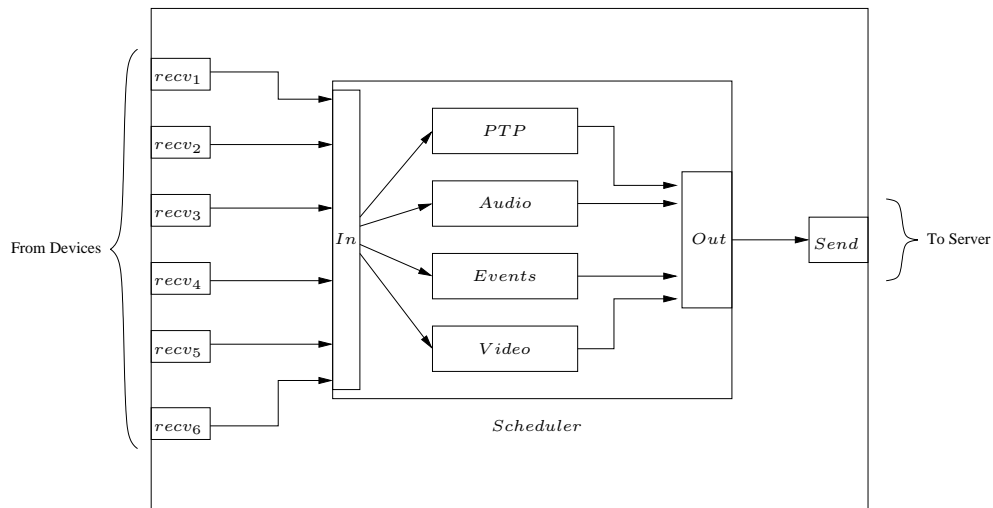 recv1
recv2
recv3
recv4
recv5
recv6
From Devices
In
PTP
Audio
Events
Video
Out
Scheduler
Send
To Server